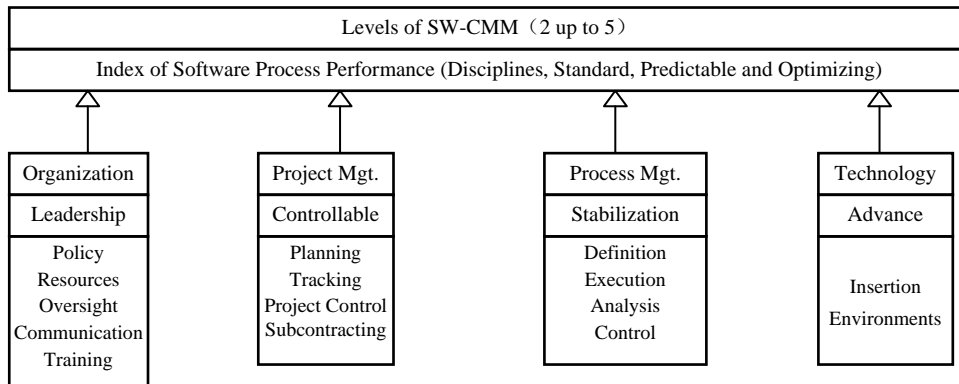 Levels of SW-CMM（2 up to 5）
Index of Software Process Performance (Disciplines, Standard, Predictable and Optimizing)
Organization
Leadership
Policy
Resources
Oversight
Communication
Training
Project Mgt.
Controllable
Planning
Tracking
Project Control
Subcontracting
Process Mgt.
Stabilization
Definition
Execution
Analysis
Control
Technology
Advance
Insertion
Environments